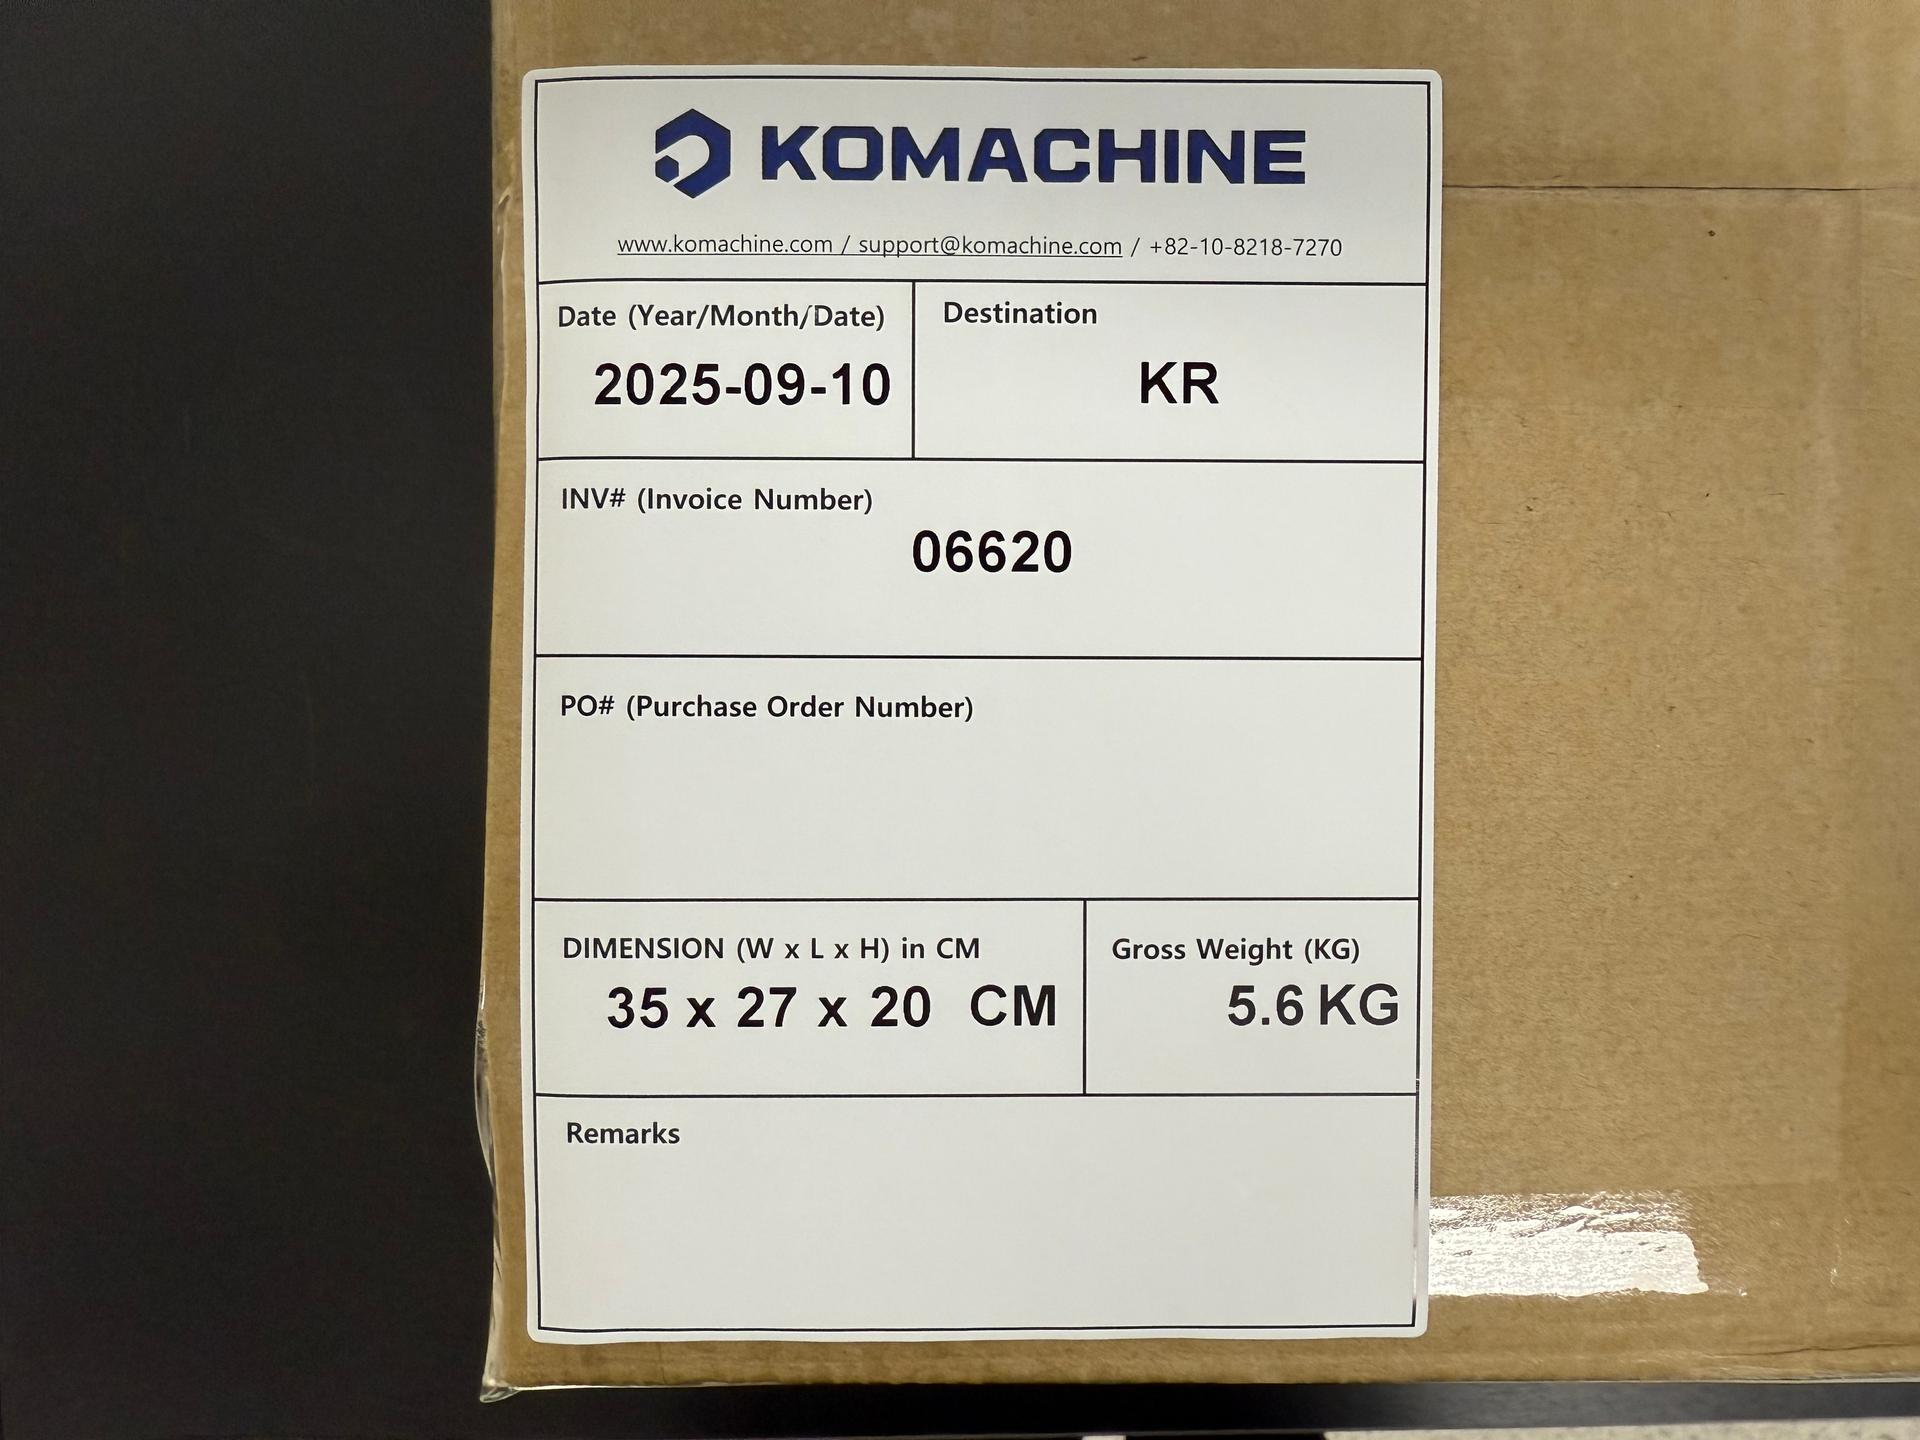 KOMACHINE
www.komachine.com / support@komachine.com / +82-10-8218-7270
Date (Year/Month/Date)
2025-09-10
Destination
KR
INV# (Invoice Number)
06620
PO# (Purchase Order Number)
DIMENSION (W x L x H) in CM
35 x 27 x 20 CM
Gross Weight (KG)
5.6 KG
Remarks